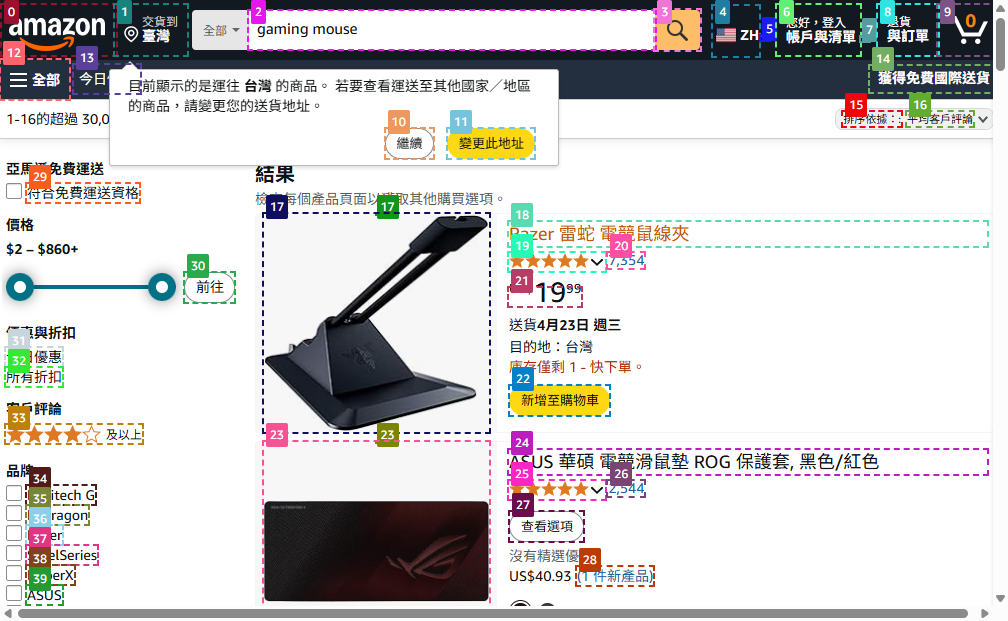 amazon
交貨到
臺灣
全部
gaming mouse
ZH
您好，登入
帳戶與清單
退貨
與訂單
0
全部
今日
獲得免費國際送貨
目前顯示的是運往 台灣 的商品。 若要查看運送至其他國家／地區
的商品，請變更您的送貨地址。
繼續
變更此地址
1-16的超過 30,0
排序依據：
平均客戶評論
亞馬遜免費運送
符合免費運送資格
價格
$2 – $860+
前往
優惠與折扣
優惠
所有折扣
客戶評論
及以上
品牌
itech G
ragon
elSeries
erX
ASUS
結果
檢查每個產品頁面以獲取其他購買選項。
Razer 雷蛇 電競鼠線夾
7,354
19 99
送貨4月23日 週三
目的地：台灣
庫存僅剩 1 - 快下單。
新增至購物車
ASUS 華碩 電競滑鼠墊 ROG 保護套, 黑色/紅色
2,544
查看選項
沒有精選優
US$40.93 (1 件新產品)
0
1
2
3
4
5
6
7
8
9
10
11
12
13
14
15
16
17
17
18
19
20
21
22
23
23
24
25
26
27
28
29
30
31
32
33
34
35
36
37
38
39